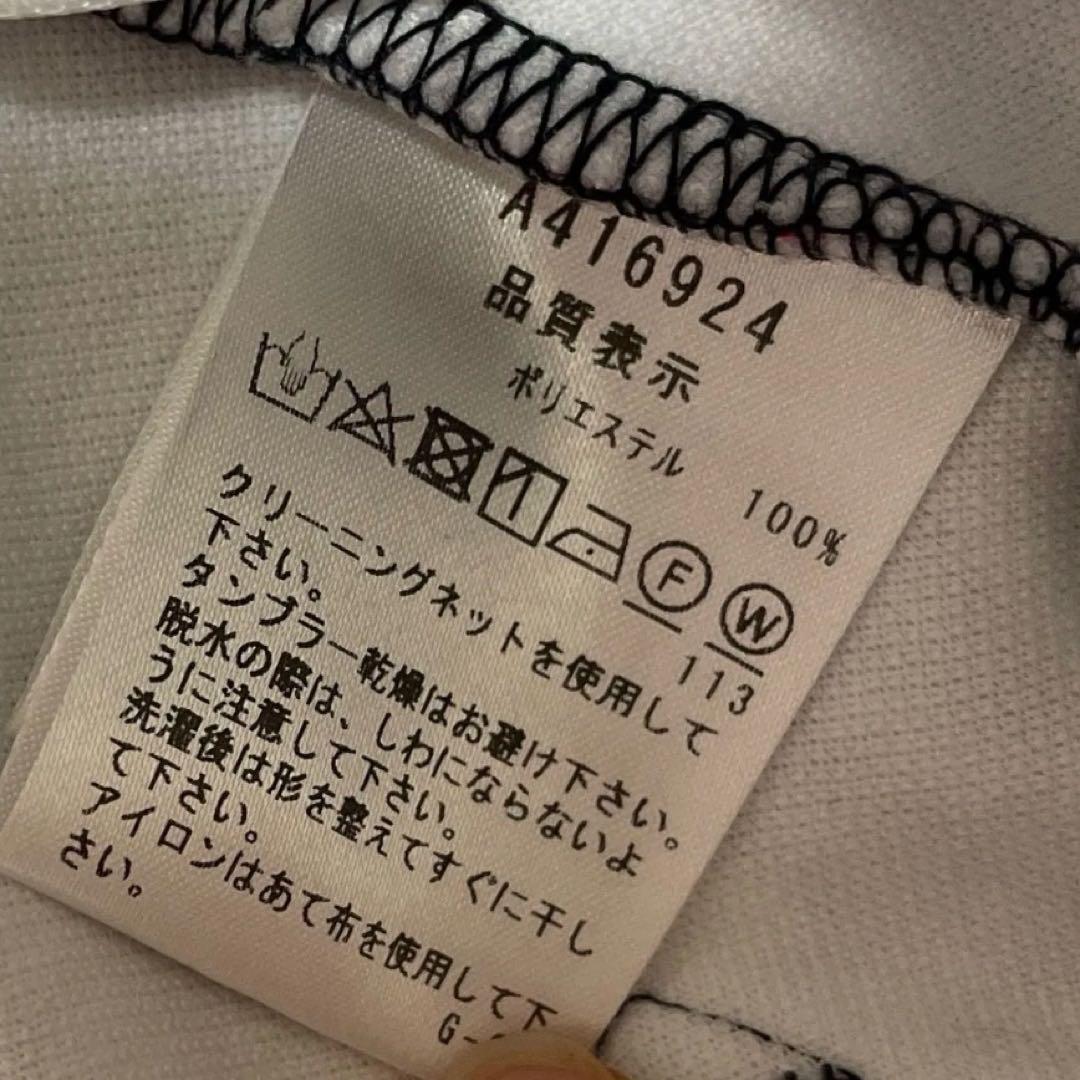 A416924
品質表示
ポリエステル 100%
F W
113
クリーニングネットを使用して
下さい。
タンブラー乾燥はお避け下さい。
脱水の際は、しわにならないよ
うに注意して下さい。
洗濯後は形を整えてすぐに干し
て下さい。
アイロンはあて布を使用して下
さい。
G-